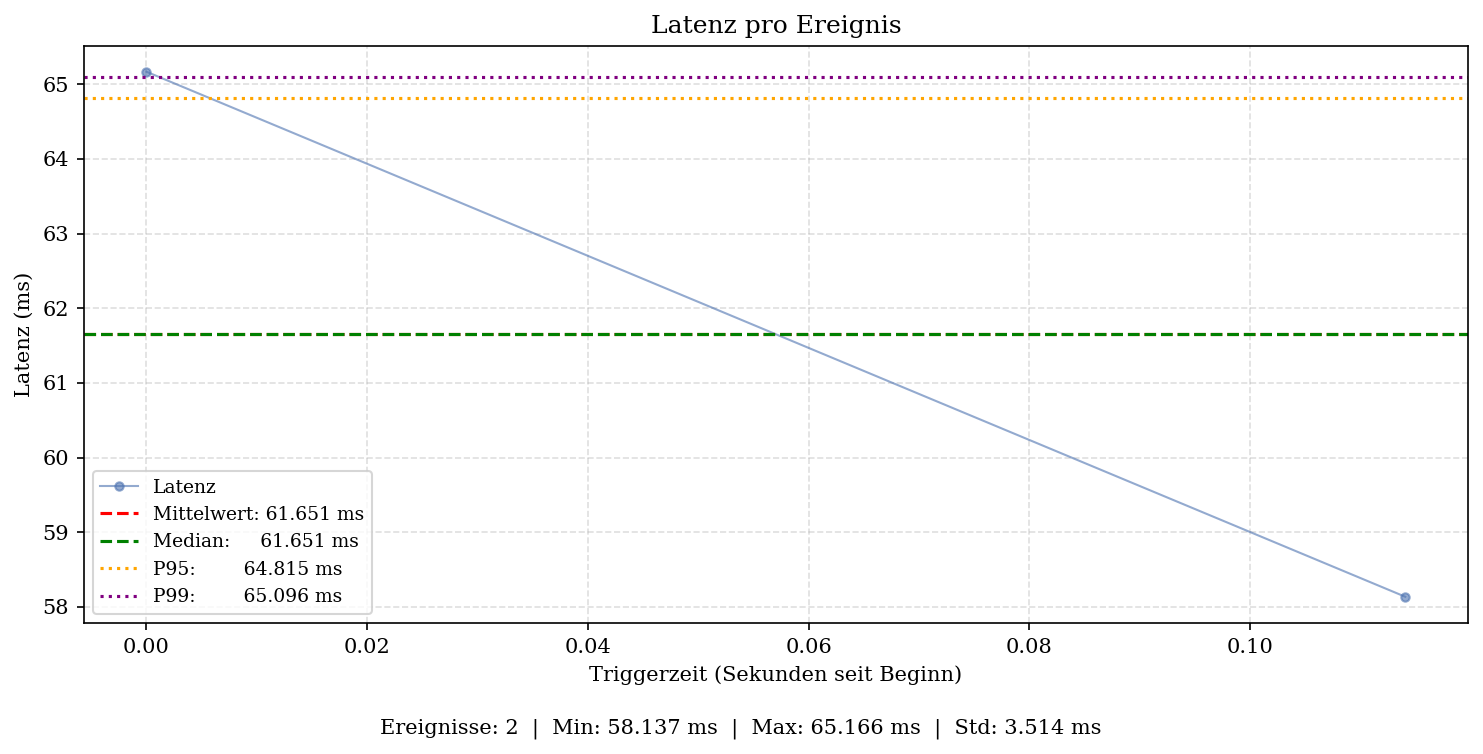 Latenz pro Ereignis
Latenz (ms)
65
64
63
62
61
60
59
58
Latenz
Mittelwert: 61.651 ms
Median: 61.651 ms
P95: 64.815 ms
P99: 65.096 ms
0.00 0.02 0.04 0.06 0.08 0.10
Triggerzeit (Sekunden seit Beginn)
Ereignisse: 2 | Min: 58.137 ms | Max: 65.166 ms | Std: 3.514 ms